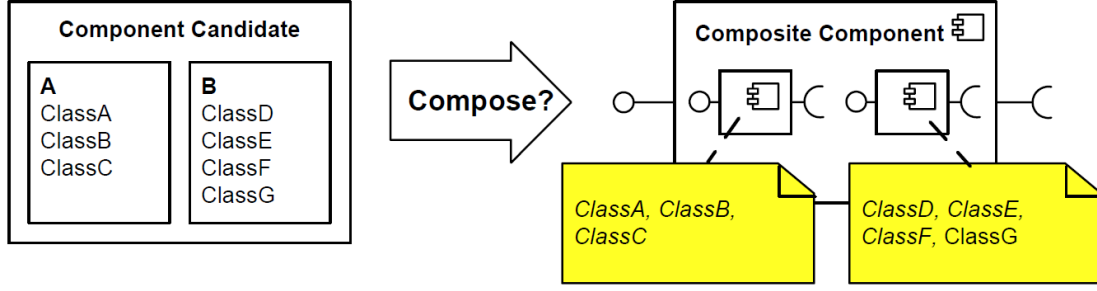 Component Candidate
A
ClassA
ClassB
ClassC
B
ClassD
ClassE
ClassF
ClassG
Compose?
Composite Component
ClassA, ClassB,
ClassC
ClassD, ClassE,
ClassF, ClassG